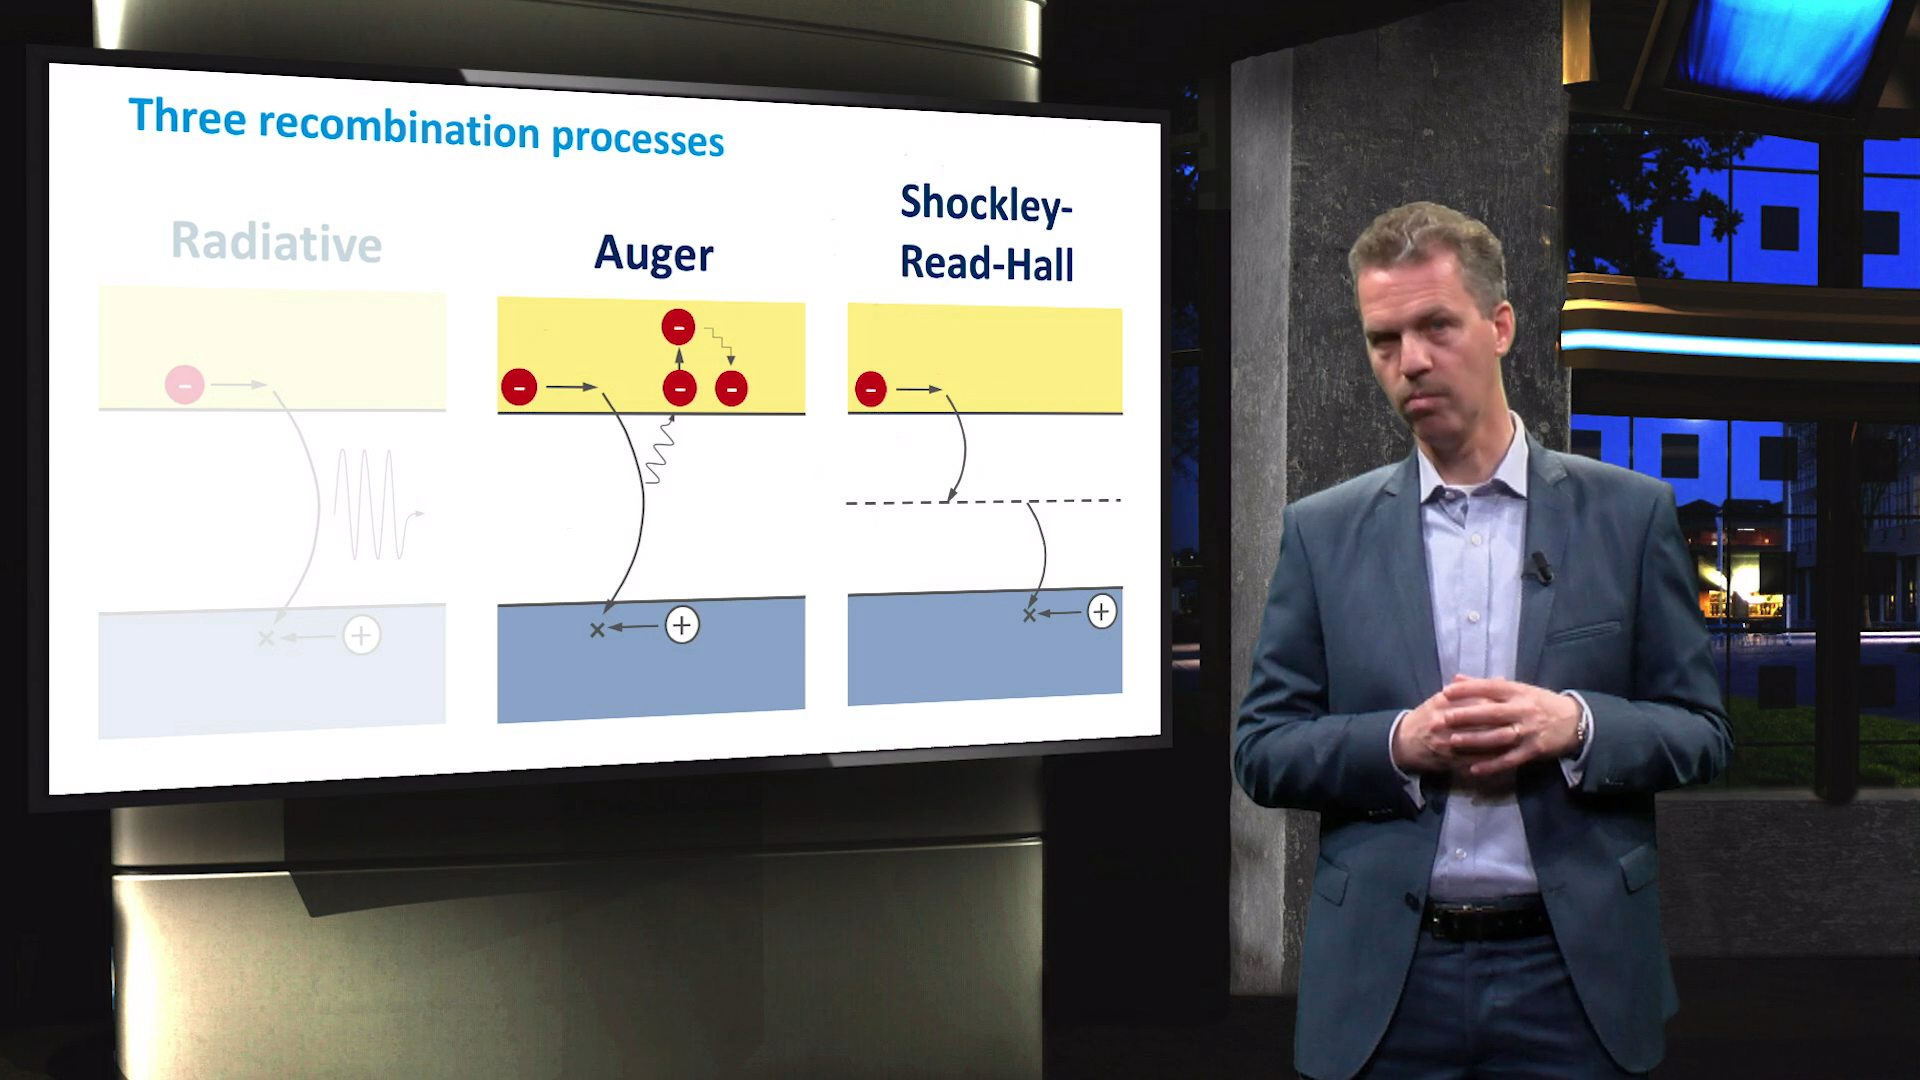 Three recombination processes
Radiative
Auger
Shockley-
Read-Hall